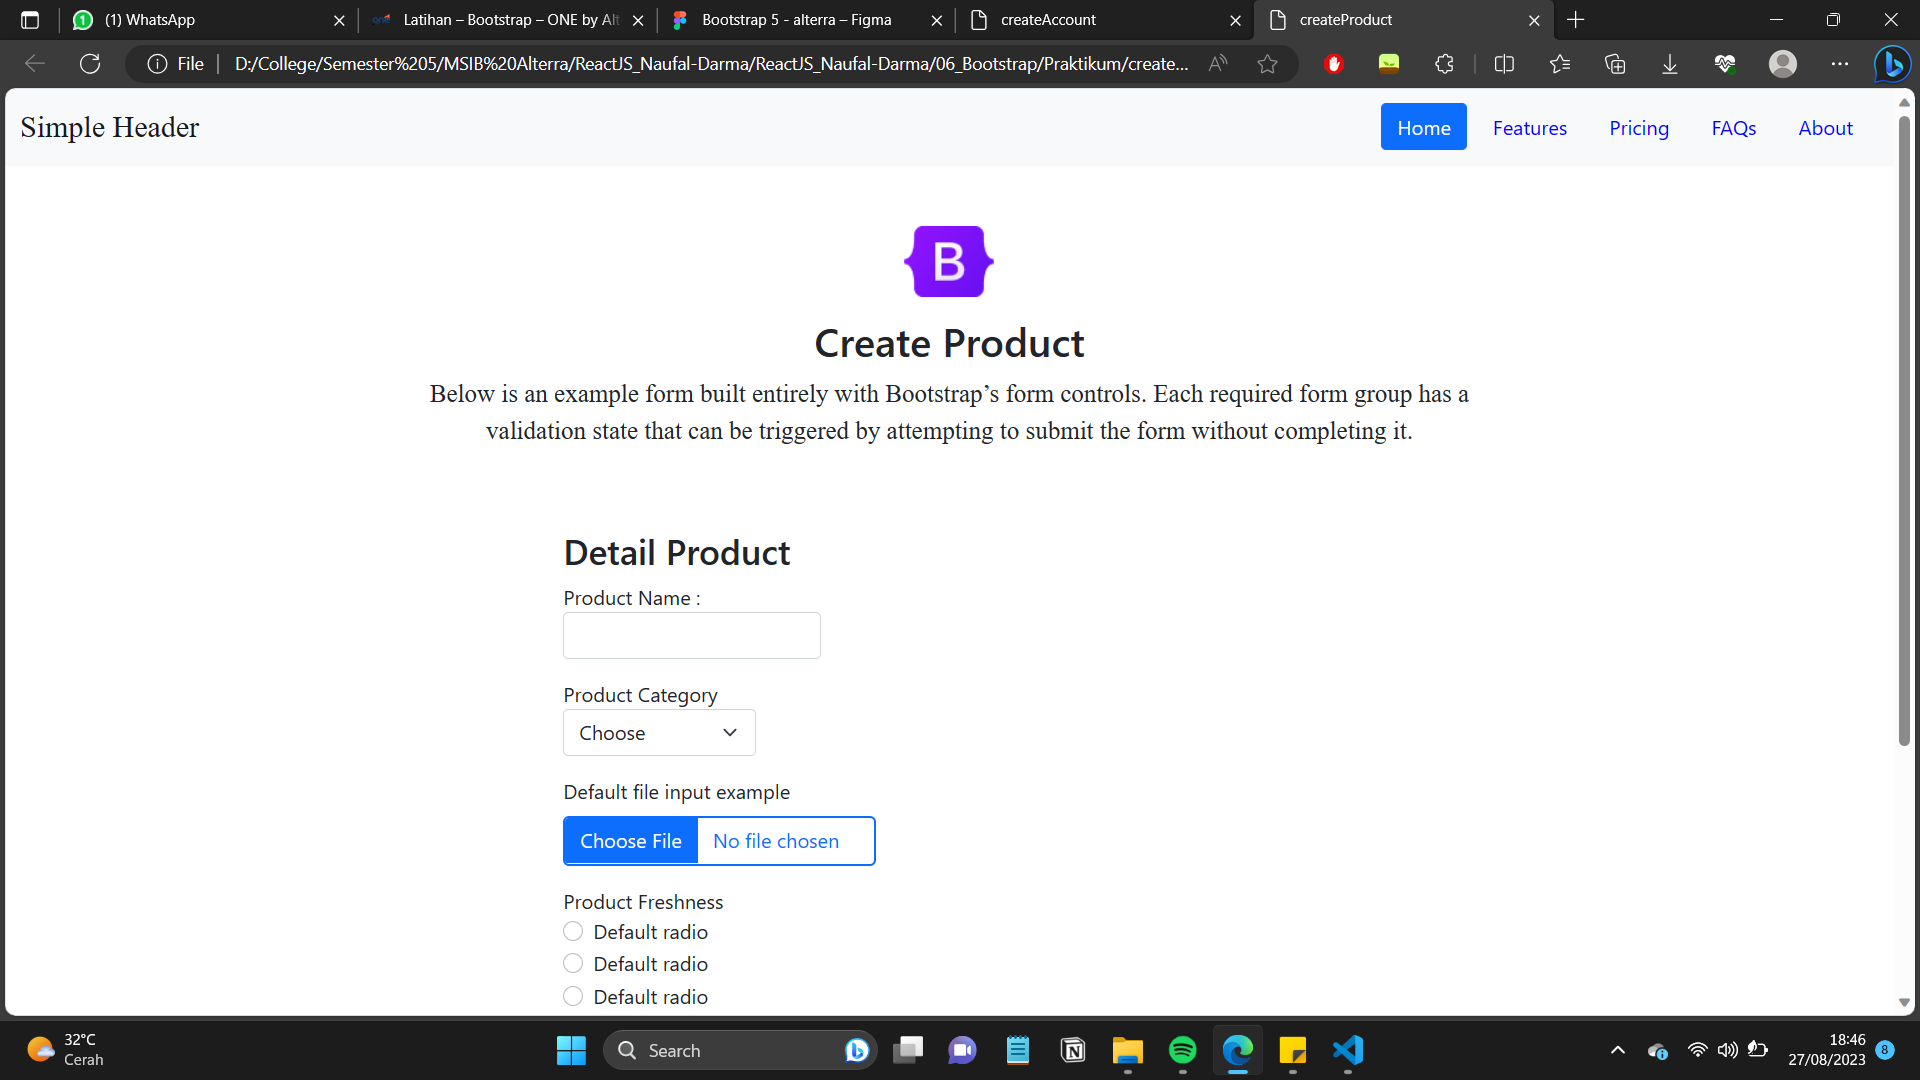 (1) WhatsApp
Latihan – Bootstrap – ONE by Alt
Bootstrap 5 - alterra – Figma
createAccount
createProduct
File
D:/College/Semester%205/MSIB%20Alterra/ReactJS_Naufal-Darma/ReactJS_Naufal-Darma/06_Bootstrap/Praktikum/create...
Simple Header
Home
Features
Pricing
FAQs
About
B
Create Product
Below is an example form built entirely with Bootstrap’s form controls. Each required form group has a
validation state that can be triggered by attempting to submit the form without completing it.
Detail Product
Product Name :
Product Category
Choose
Default file input example
Choose File
No file chosen
Product Freshness
Default radio
Default radio
Default radio
32°C
Cerah
Search
18:46
27/08/2023
8